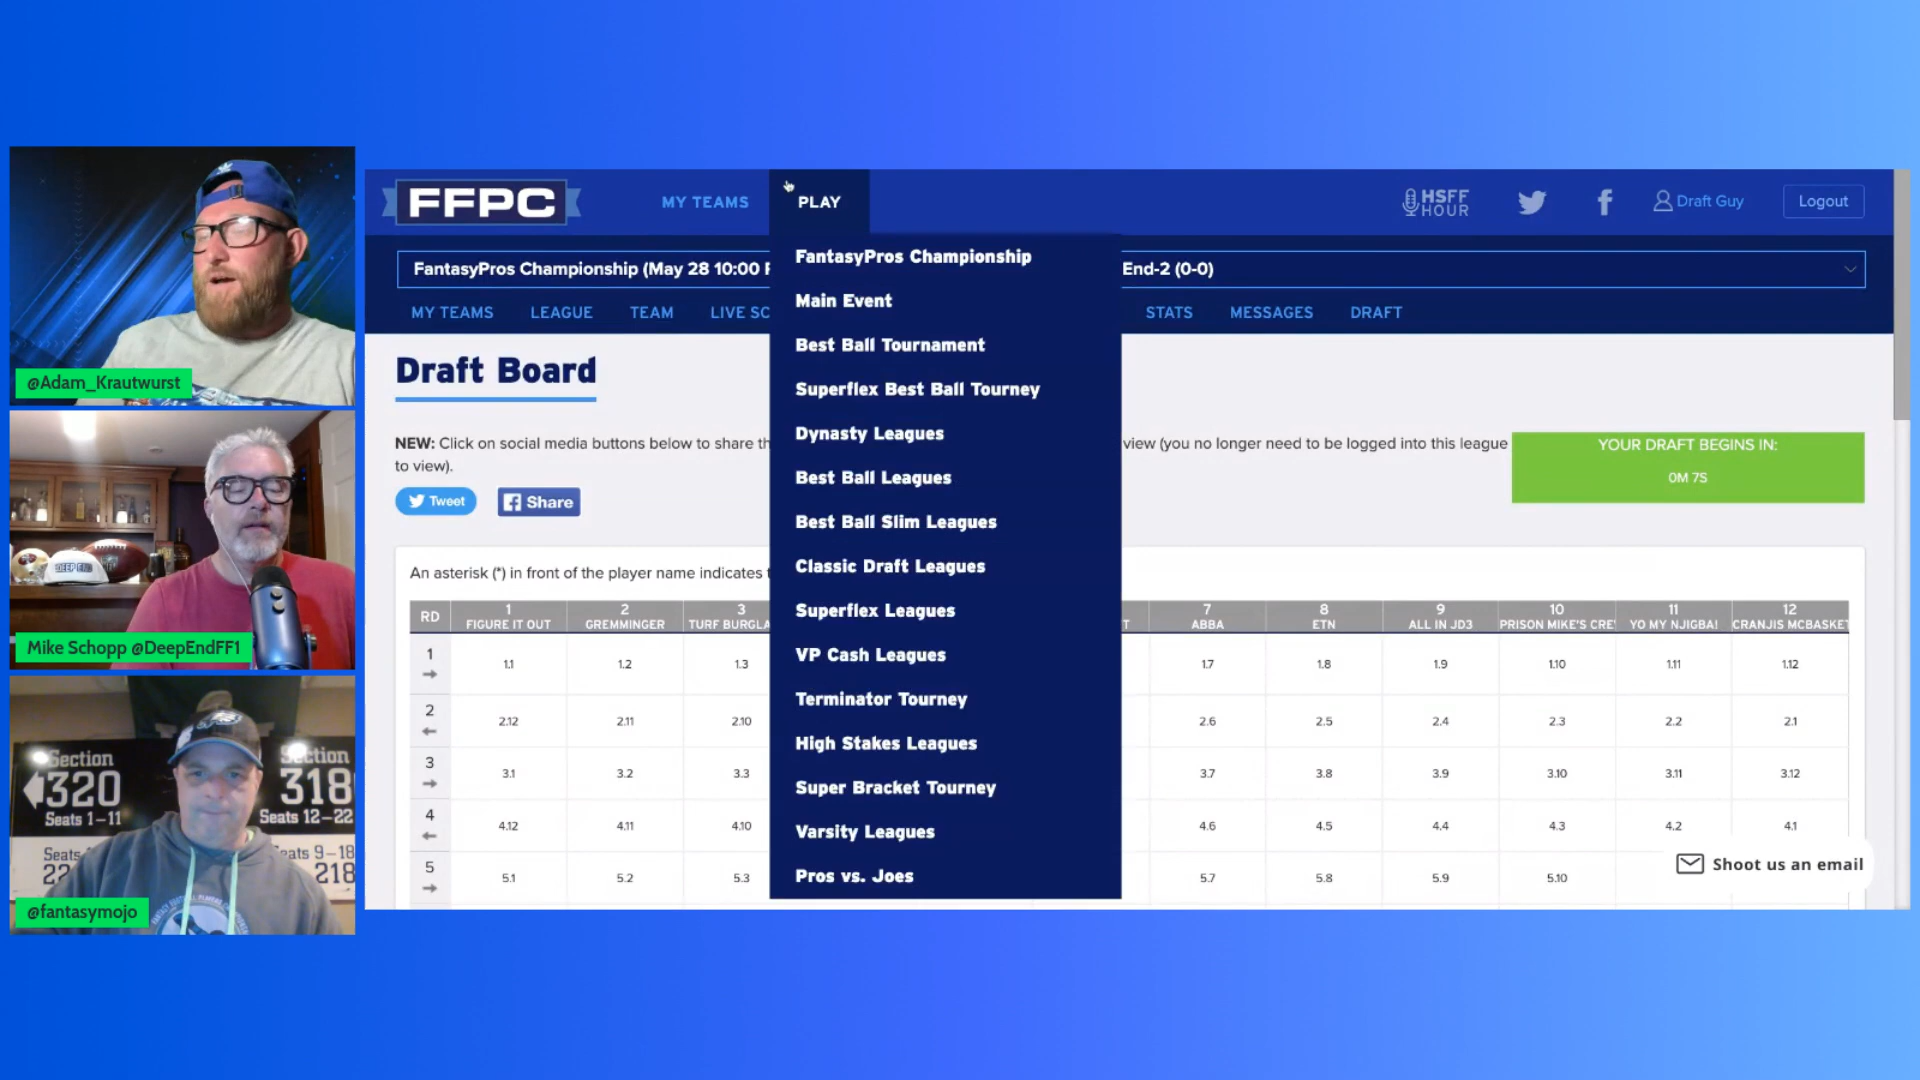 FFPC
MY TEAMS
PLAY
HSFF
HOUR
Draft Guy
Logout
FantasyPros Championship (May 28 10:00
End-2 (0-0)
MY TEAMS
LEAGUE
TEAM
LIVE SC
STATS
MESSAGES
DRAFT
FantasyPros Championship
Main Event
Best Ball Tournament
Superflex Best Ball Tourney
Dynasty Leagues
Best Ball Leagues
Best Ball Slim Leagues
Classic Draft Leagues
Superflex Leagues
VP Cash Leagues
Terminator Tourney
High Stakes Leagues
Super Bracket Tourney
Varsity Leagues
Pros vs. Joes
Draft Board
NEW: Click on social media buttons below to share th
view (you no longer need to be logged into this league
to view).
YOUR DRAFT BEGINS IN:
0M 7S
Tweet
Share
An asterisk (*) in front of the player name indicates
RD 1 2 3 7 8 9 10 11 12
FIGURE IT OUT GREMMINGER TURF BURGLA T ABBA ETN ALL IN JD3 PRISON MIKE'S CRE YO MY NJIGBA! CRANJIS MCBASKET
1 1.1 1.2 1.3 1.7 1.8 1.9 1.10 1.11 1.12
2 2.12 2.11 2.10 2.6 2.5 2.4 2.3 2.2 2.1
3 3.1 3.2 3.3 3.7 3.8 3.9 3.10 3.11 3.12
4 4.12 4.11 4.10 4.6 4.5 4.4 4.3 4.2 4.1
5 5.1 5.2 5.3 5.7 5.8 5.9 5.10
Shoot us an email
@Adam_Krautwurst
DEEP END
Mike Schopp @DeepEndFF1
Section
320
Seats 1-11
Section
318
Seats 12-22
Seats
22
eats 9-18
218
@fantasymojo